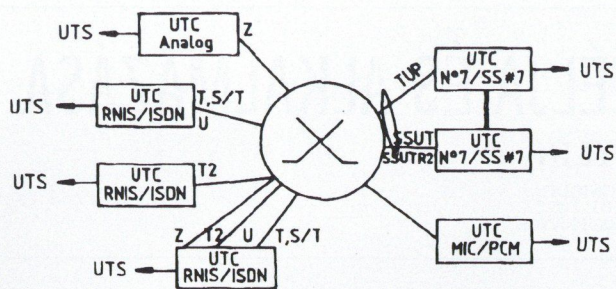 UTS
UTC
Analog
Z
UTS
UTC
RNIS/ISDN
T,S/T
U
UTS
UTC
RNIS/ISDN
T2
UTS
UTC
RNIS/ISDN
Z
T2
U
T,S/T
TUP
UTC
N°7/SS#7
UTS
SSUT
SSUTR2
UTC
N°7/SS#7
UTS
UTC
MIC/PCM
UTS